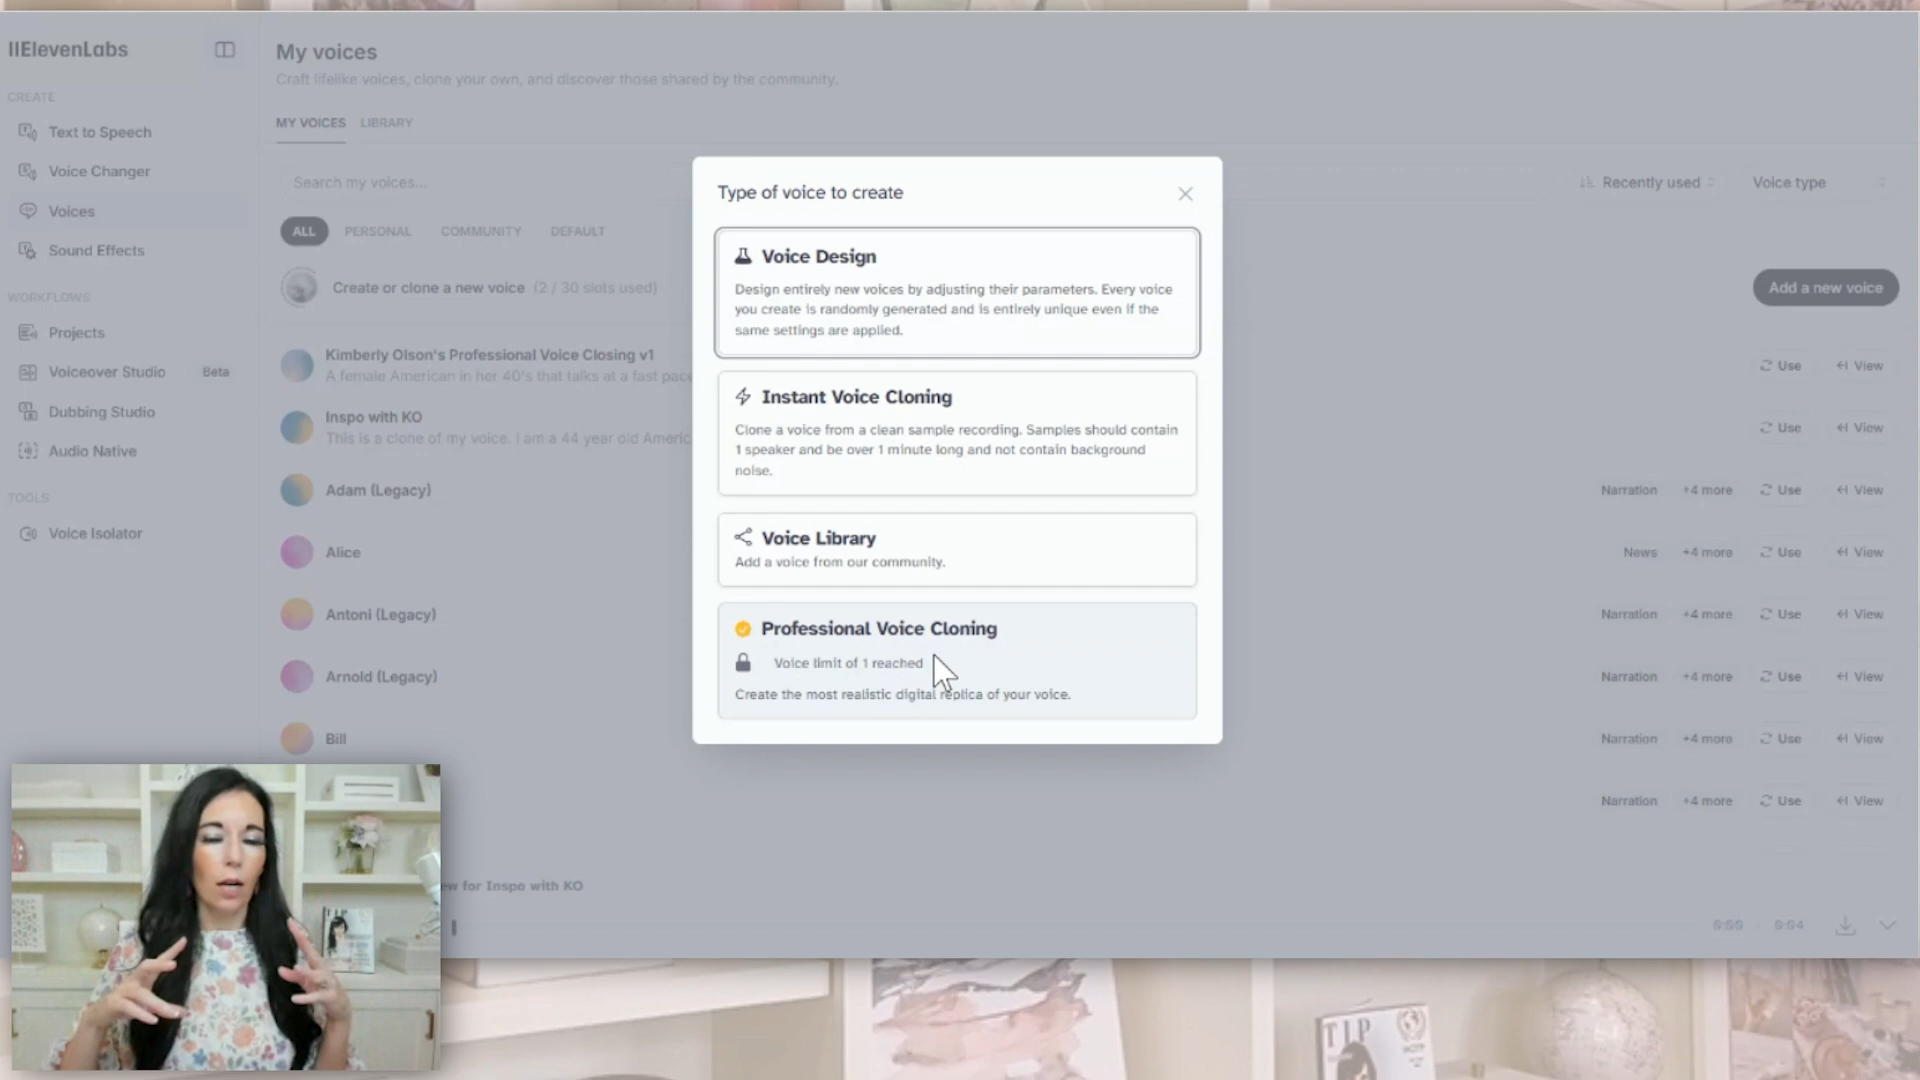 IIElevenLabs
CREATE
Text to Speech
Voice Changer
Voices
Sound Effects
WORKFLOWS
Projects
Voiceover Studio Beta
Dubbing Studio
Audio Native
TOOLS
Voice Isolator
My voices
Craft lifelike voices, clone your own, and discover those shared by the community.
MY VOICES LIBRARY
Search my voices...
Recently used
Voice type
ALL PERSONAL COMMUNITY DEFAULT
Create or clone a new voice (2 / 30 slots used)
Add a new voice
Kimberly Olson's Professional Voice Closing v1
A female American in her 40's that talks at a fast pace
Use View
Inspo with KO
This is a clone of my voice. I am a 44 year old Americ
Use View
Adam (Legacy)
Narration +4 more Use View
Alice
News +4 more Use View
Antoni (Legacy)
Narration +4 more Use View
Arnold (Legacy)
Narration +4 more Use View
Bill
Narration +4 more Use View
Narration +4 more Use View
ew for Inspo with KO
0:00 0:04
Type of voice to create
Voice Design
Design entirely new voices by adjusting their parameters. Every voice
you create is randomly generated and is entirely unique even if the
same settings are applied.
Instant Voice Cloning
Clone a voice from a clean sample recording. Samples should contain
1 speaker and be over 1 minute long and not contain background
noise.
Voice Library
Add a voice from our community.
Professional Voice Cloning
Voice limit of 1 reached
Create the most realistic digital replica of your voice.
TIP
TIP